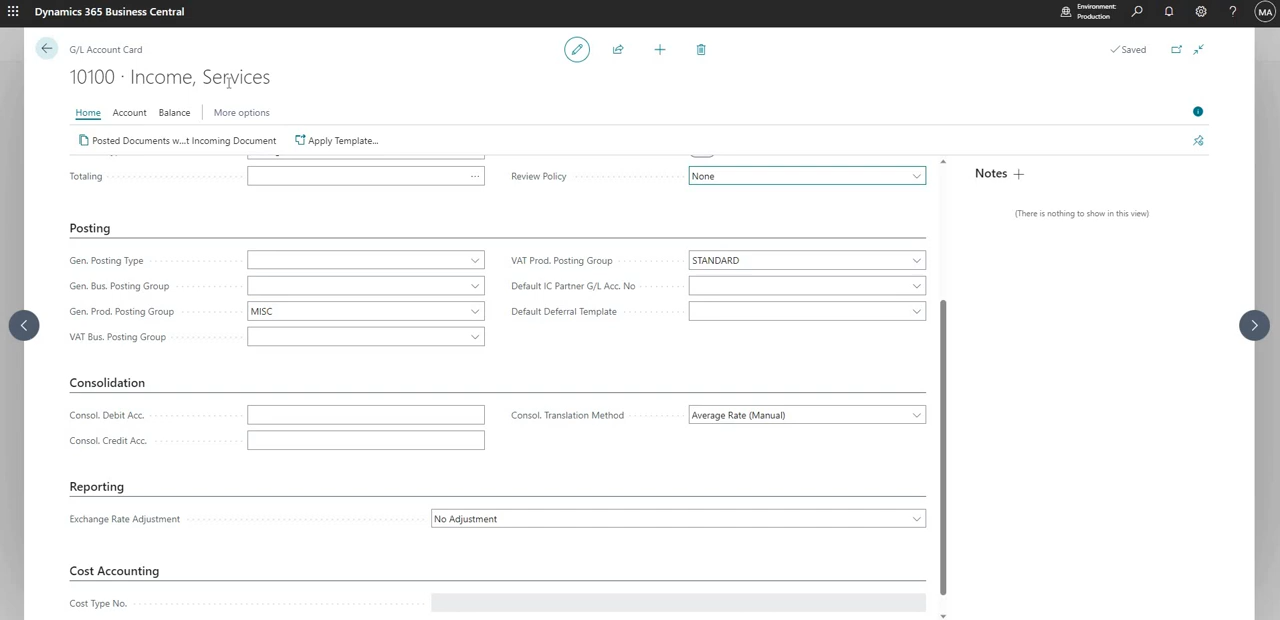 Dynamics 365 Business Central
Environment:
Production
MA
G/L Account Card
Saved
10100 · Income, Services
Home Account Balance More options
Posted Documents w...t Incoming Document Apply Template...
Totaling
Review Policy None
Notes
(There is nothing to show in this view)
Posting
Gen. Posting Type
VAT Prod. Posting Group STANDARD
Gen. Bus. Posting Group
Default IC Partner G/L Acc. No
Gen. Prod. Posting Group MISC
Default Deferral Template
VAT Bus. Posting Group
Consolidation
Consol. Debit Acc.
Consol. Translation Method Average Rate (Manual)
Consol. Credit Acc.
Reporting
Exchange Rate Adjustment No Adjustment
Cost Accounting
Cost Type No.